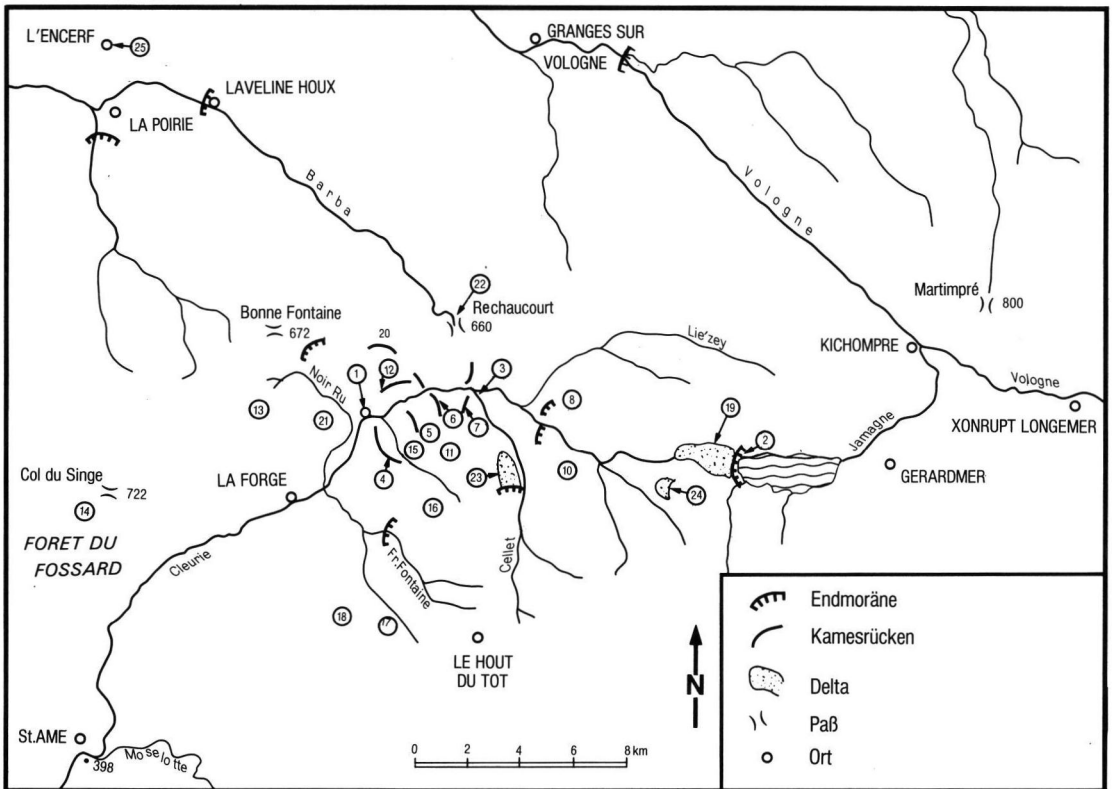 L'ENCERF
25
GRANGES SUR
VOLOGNE
LAVELINE HOUX
LA POIRIE
Barba
Vologne
22
Martimpré
800
Bonne Fontaine
672
20
Rechaucourt
660
Lie'zey
KICHOMPRE
Noir Ru
1
12
3
8
Vologne
13
21
6
7
19
2
XONRUPT LONGEMER
5
15
11
Jamagne
10
Col du Singe
722
LA FORGE
4
23
24
GERARDMER
14
16
FORET DU
FOSSARD
Cleurie
Fr. Fontaine
Cellet
18
17
LE HOUT
DU TOT
N
St.AME
398
Moselotte
0 2 4 6 8 km
Endmoräne
Kamesrücken
Delta
Paß
Ort